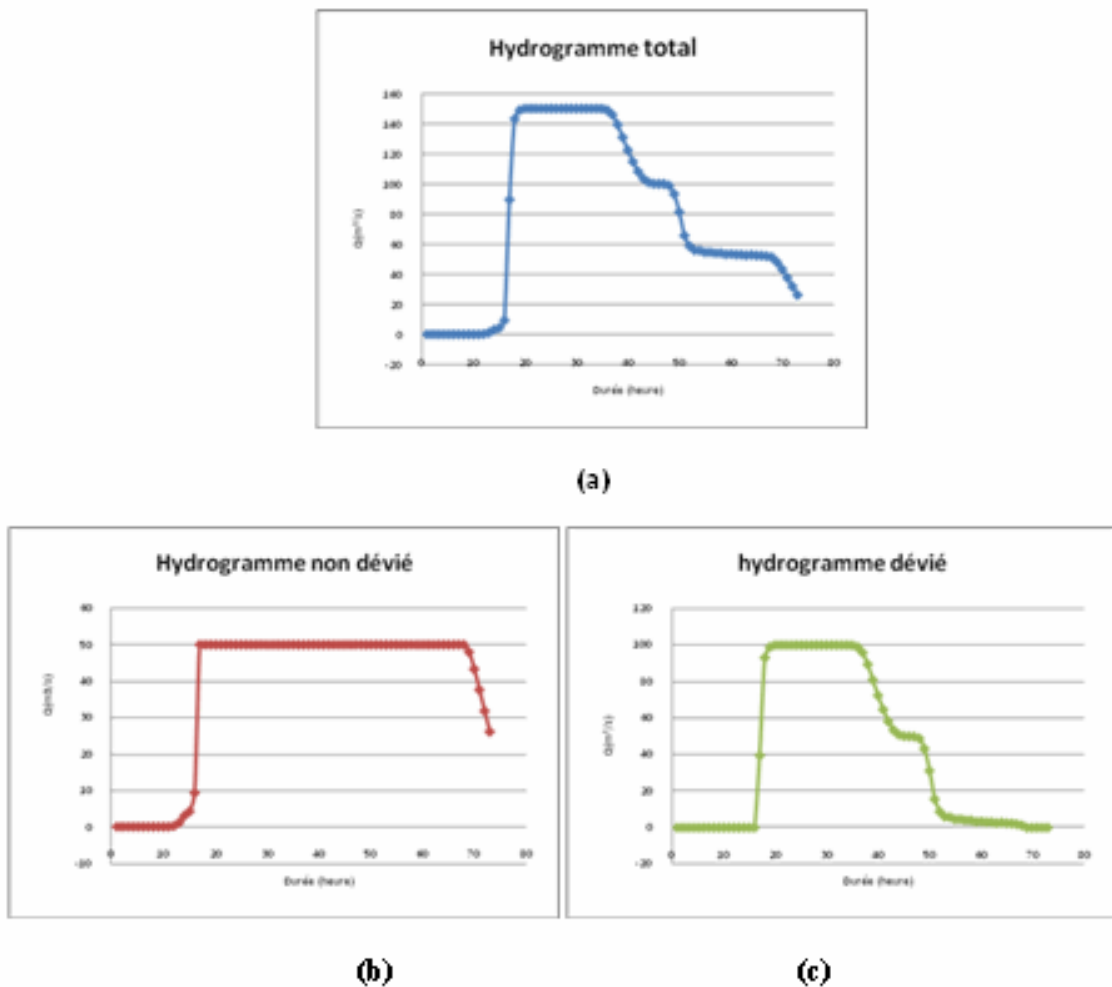 Hydrogramme total
160
140
120
100
80
60
40
20
0
-20
0 10 20 30 40 50 60 70 80
Q(m³/s)
Durée (heure)
(a)
Hydrogramme non dévié
60
50
40
30
20
10
0
-10
0 10 20 30 40 50 60 70 80
Q(m3/s)
Durée (heure)
hydrogramme dévié
120
100
80
60
40
20
0
-20
0 10 20 30 40 50 60 70 80
Q(m³/s)
Durée (heure)
(b)
(c)